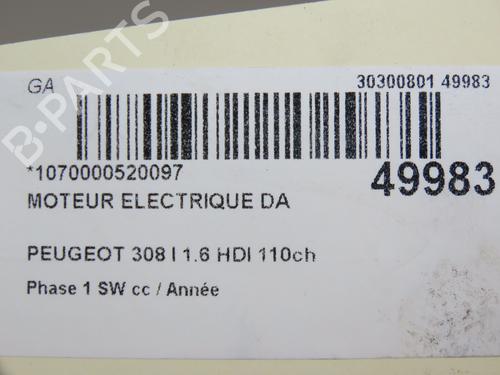 GA
30300801 49983
*1070000520097
49983
MOTEUR ELECTRIQUE DA
PEUGEOT 308 I 1.6 HDI 110ch
Phase 1 SW cc / Année
B-PARTS